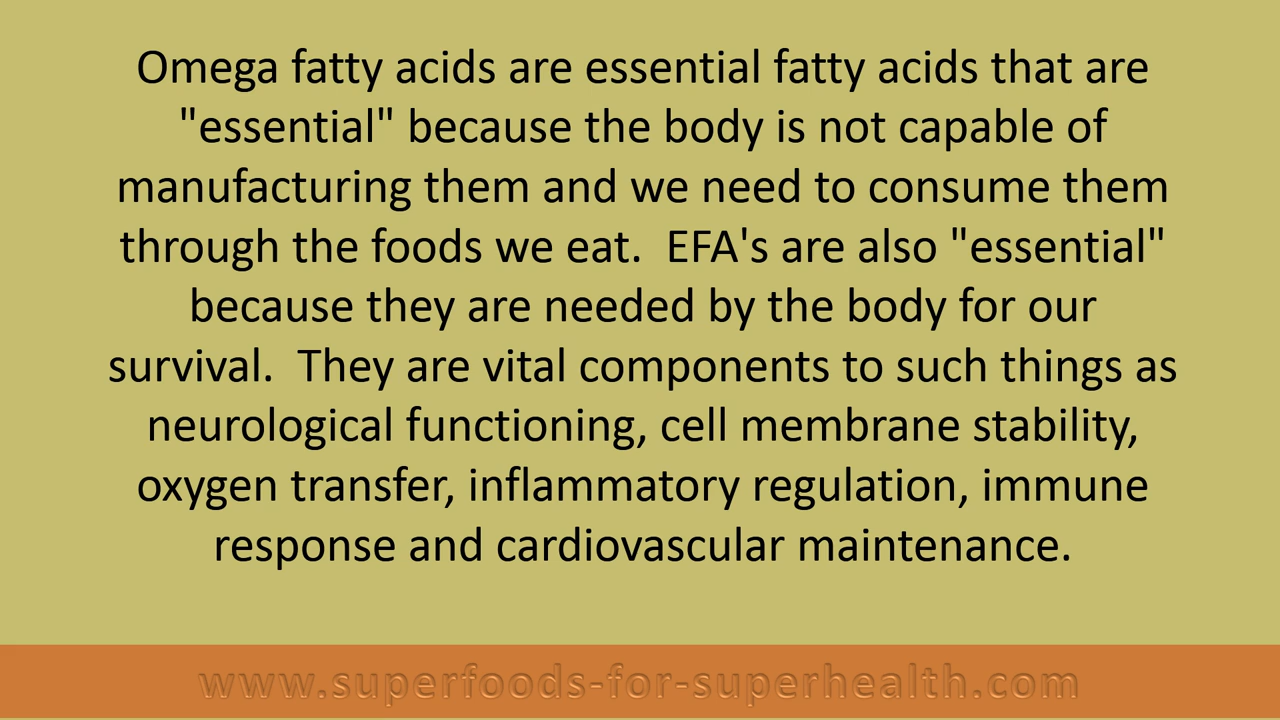 Omega fatty acids are essential fatty acids that are
"essential" because the body is not capable of
manufacturing them and we need to consume them
through the foods we eat.  EFA's are also "essential"
because they are needed by the body for our
survival.  They are vital components to such things as
neurological functioning, cell membrane stability,
oxygen transfer, inflammatory regulation, immune
response and cardiovascular maintenance.
www.superfoods-for-superhealth.com